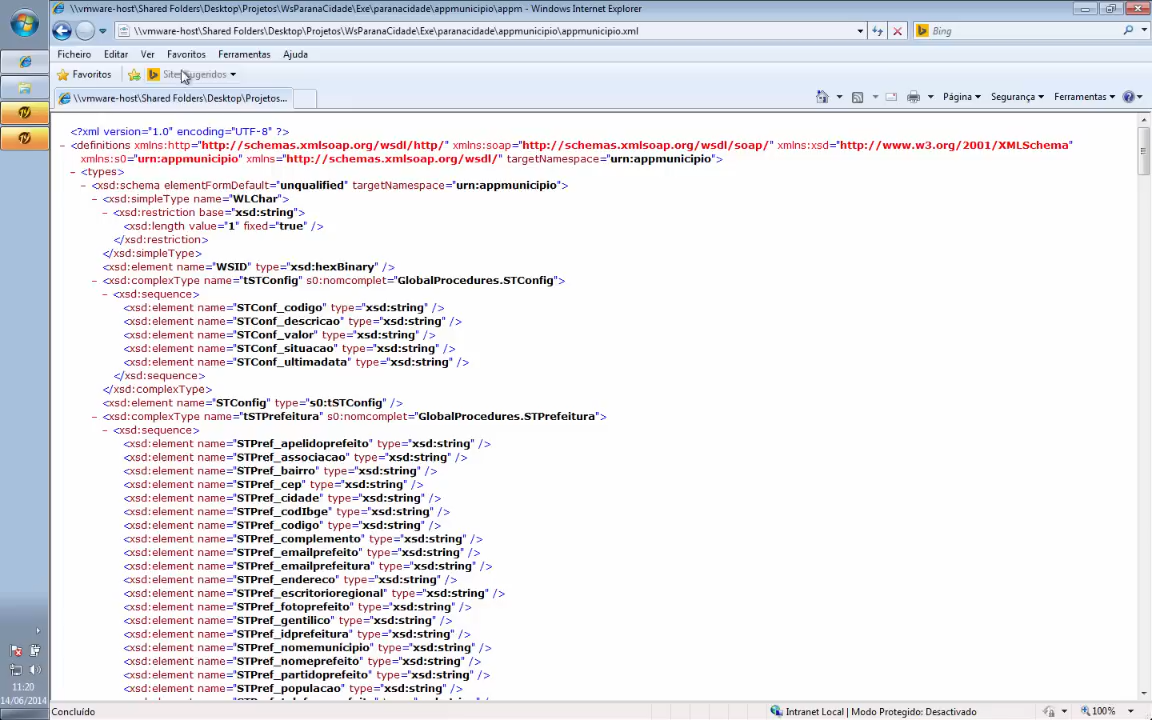 \\vmware-host\Shared Folders\Desktop\Projetos\WsParanaCidade\Exe\paranacidade\appmunicipio\appm - Windows Internet Explorer
\\vmware-host\Shared Folders\Desktop\Projetos\WsParanaCidade\Exe\paranacidade\appmunicipio\appmunicipio.xml
Bing
Ficheiro Editar Ver Favoritos Ferramentas Ajuda
Favoritos Sites Sugeridos
\\vmware-host\Shared Folders\Desktop\Projetos... Página Segurança Ferramentas
<?xml version="1.0" encoding="UTF-8" ?>
- <definitions xmlns:http="http://schemas.xmlsoap.org/wsdl/http/" xmlns:soap="http://schemas.xmlsoap.org/wsdl/soap/" xmlns:xsd="http://www.w3.org/2001/XMLSchema"
xmlns:s0="urn:appmunicipio" xmlns="http://schemas.xmlsoap.org/wsdl/" targetNamespace="urn:appmunicipio">
- <types>
- <xsd:schema elementFormDefault="unqualified" targetNamespace="urn:appmunicipio">
- <xsd:simpleType name="WLChar">
- <xsd:restriction base="xsd:string">
<xsd:length value="1" fixed="true" />
</xsd:restriction>
</xsd:simpleType>
<xsd:element name="WSID" type="xsd:hexBinary" />
- <xsd:complexType name="tSTConfig" s0:nomcomplet="GlobalProcedures.STConfig">
- <xsd:sequence>
<xsd:element name="STConf_codigo" type="xsd:string" />
<xsd:element name="STConf_descricao" type="xsd:string" />
<xsd:element name="STConf_valor" type="xsd:string" />
<xsd:element name="STConf_situacao" type="xsd:string" />
<xsd:element name="STConf_ultimadata" type="xsd:string" />
</xsd:sequence>
</xsd:complexType>
<xsd:element name="STConfig" type="s0:tSTConfig" />
- <xsd:complexType name="tSTPrefeitura" s0:nomcomplet="GlobalProcedures.STPrefeitura">
- <xsd:sequence>
<xsd:element name="STPref_apelidoprefeito" type="xsd:string" />
<xsd:element name="STPref_associacao" type="xsd:string" />
<xsd:element name="STPref_bairro" type="xsd:string" />
<xsd:element name="STPref_cep" type="xsd:string" />
<xsd:element name="STPref_cidade" type="xsd:string" />
<xsd:element name="STPref_codIbge" type="xsd:string" />
<xsd:element name="STPref_codigo" type="xsd:string" />
<xsd:element name="STPref_complemento" type="xsd:string" />
<xsd:element name="STPref_emailprefeito" type="xsd:string" />
<xsd:element name="STPref_emailprefeitura" type="xsd:string" />
<xsd:element name="STPref_endereco" type="xsd:string" />
<xsd:element name="STPref_escritorioregional" type="xsd:string" />
<xsd:element name="STPref_fotoprefeito" type="xsd:string" />
<xsd:element name="STPref_gentilico" type="xsd:string" />
<xsd:element name="STPref_idprefeitura" type="xsd:string" />
<xsd:element name="STPref_nomemunicipio" type="xsd:string" />
<xsd:element name="STPref_nomeprefeito" type="xsd:string" />
<xsd:element name="STPref_partidoprefeito" type="xsd:string" />
<xsd:element name="STPref_populacao" type="xsd:string" />
11:20
14/06/2014
Concluído Intranet Local | Modo Protegido: Desactivado 100%